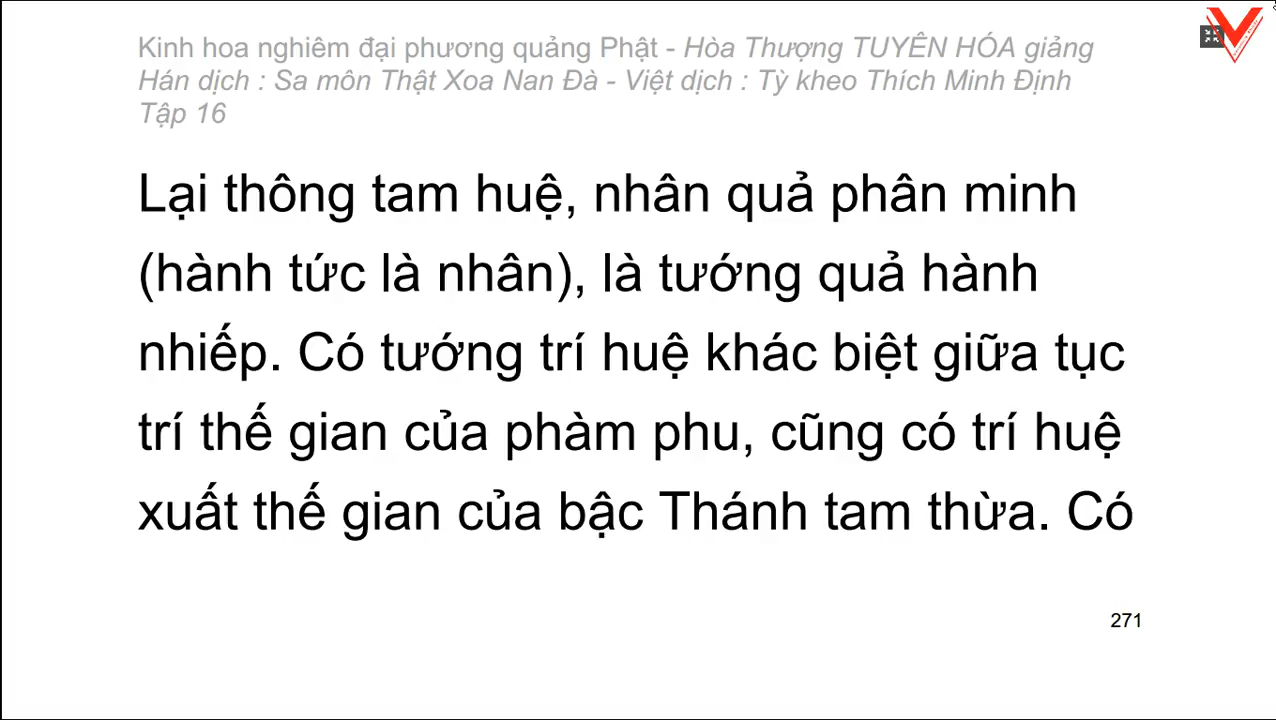 Kinh hoa nghiêm đại phương quảng Phật - Hòa Thượng TUYÊN HÓA giảng
Hán dịch : Sa môn Thật Xoa Nan Đà - Việt dịch : Tỳ kheo Thích Minh Định
Tập 16
Lại thông tam huệ, nhân quả phân minh
(hành tức là nhân), là tướng quả hành
nhiếp. Có tướng trí huệ khác biệt giữa tục
trí thế gian của phàm phu, cũng có trí huệ
xuất thế gian của bậc Thánh tam thừa. Có
271